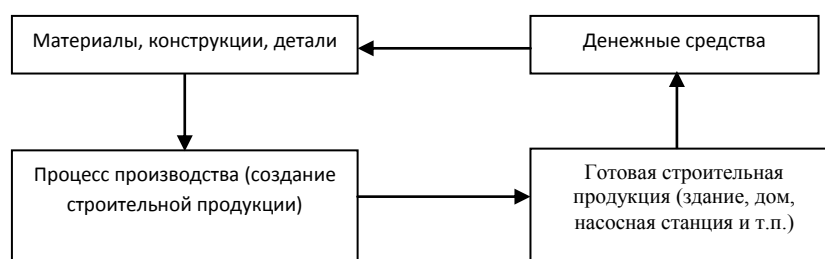 Материалы, конструкции, детали
Денежные средства
Процесс производства (создание
строительной продукции)
Готовая строительная
продукция (здание, дом,
насосная станция и т.п.)